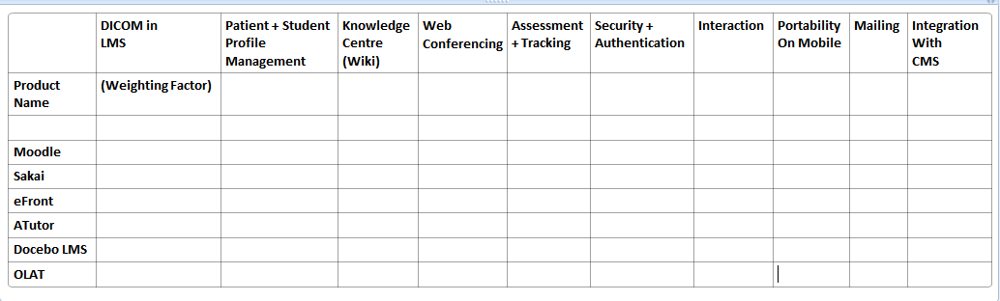 DICOM in LMS
Patient + Student Profile Management
Knowledge Centre (Wiki)
Web Conferencing
Assessment + Tracking
Security + Authentication
Interaction
Portability On Mobile
Mailing
Integration With CMS
Product Name
(Weighting Factor)
Moodle
Sakai
eFront
ATutor
Docebo LMS
OLAT